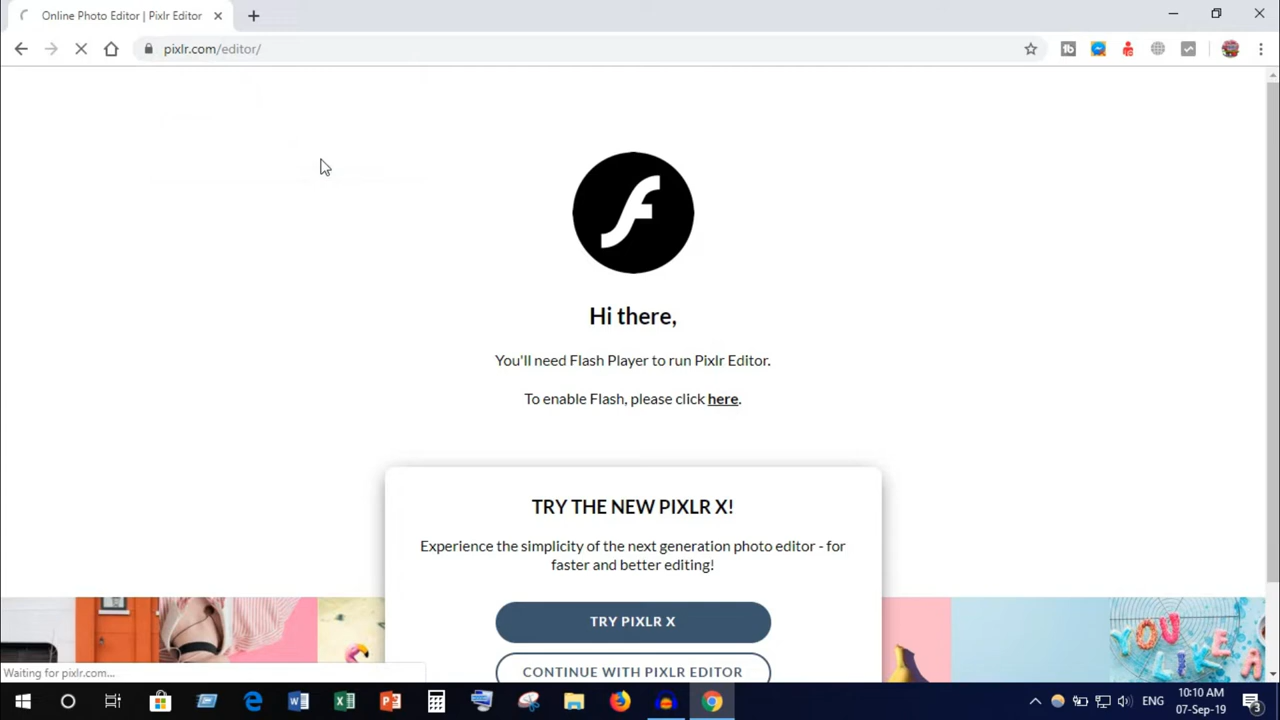 Online Photo Editor | Pixlr Editor
pixlr.com/editor/
Hi there,
You'll need Flash Player to run Pixlr Editor.
To enable Flash, please click here.
TRY THE NEW PIXLR X!
Experience the simplicity of the next generation photo editor - for
faster and better editing!
TRY PIXLR X
CONTINUE WITH PIXLR EDITOR
YOU
LIKE A
Waiting for pixlr.com...
ENG
10:10 AM
07-Sep-19
3